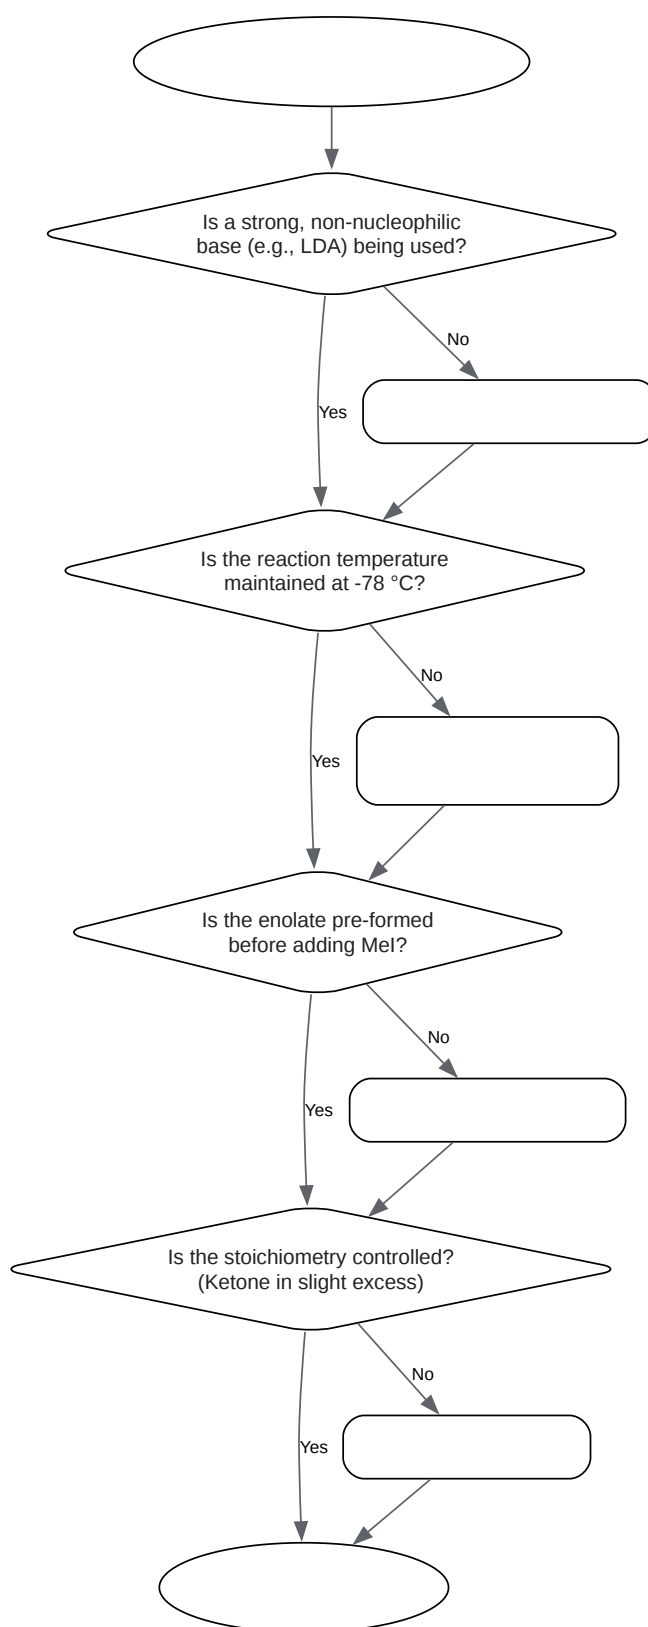 Is a strong, non-nucleophilic
base (e.g., LDA) being used?
No
Yes
Is the reaction temperature
maintained at -78 °C?
No
Yes
Is the enolate pre-formed
before adding MeI?
No
Yes
Is the stoichiometry controlled?
(Ketone in slight excess)
No
Yes